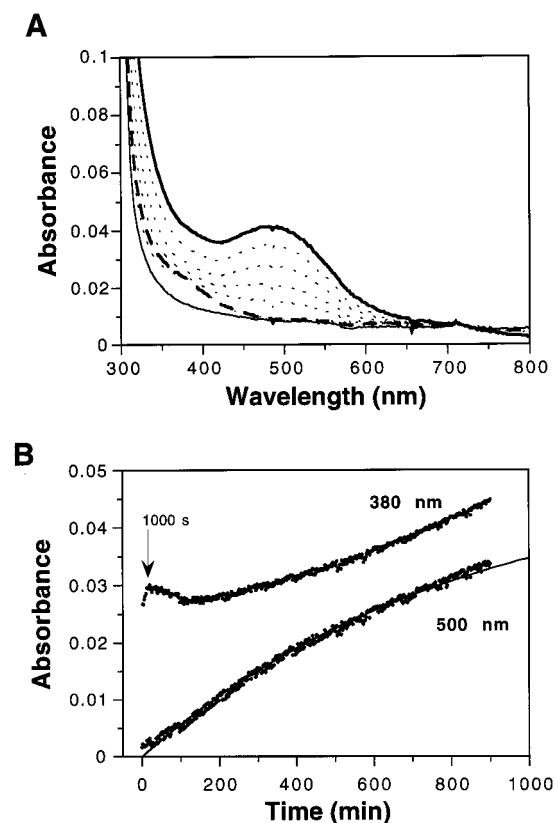 A
Absorbance
0.1
0.08
0.06
0.04
0.02
0
300 400 500 600 700 800
Wavelength (nm)
B
Absorbance
0.05
0.04
0.03
0.02
0.01
0
1000 s
380 nm
500 nm
0 200 400 600 800 1000
Time (min)